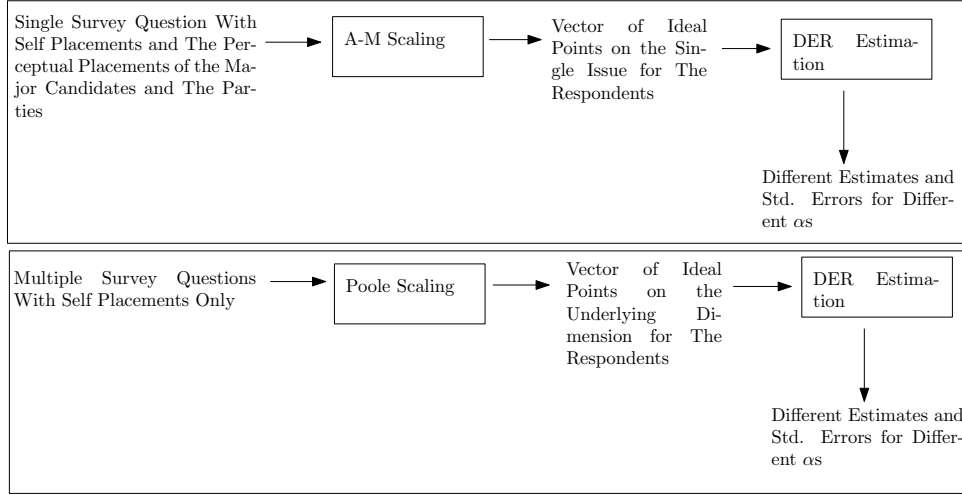 Single Survey Question With
Self Placements and The Per-
ceptual Placements of the Ma-
jor Candidates and The Par-
ties
A-M Scaling
Vector of Ideal
Points on the Sin-
gle Issue for The
Respondents
DER Estima-
tion
Different Estimates and
Std. Errors for Differ-
ent αs
Multiple Survey Questions
With Self Placements Only
Poole Scaling
Vector of Ideal
Points on the
Underlying Di-
mension for The
Respondents
DER Estima-
tion
Different Estimates and
Std. Errors for Differ-
ent αs